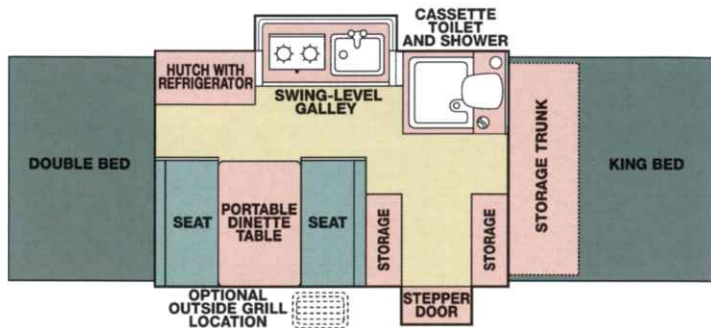 CASSETTE
TOILET
AND SHOWER
HUTCH WITH
REFRIGERATOR
SWING-LEVEL
GALLEY
DOUBLE BED
SEAT
PORTABLE
DINETTE
TABLE
SEAT
STORAGE
STORAGE
STORAGE TRUNK
KING BED
OPTIONAL
OUTSIDE GRILL
LOCATION
STEPPER
DOOR